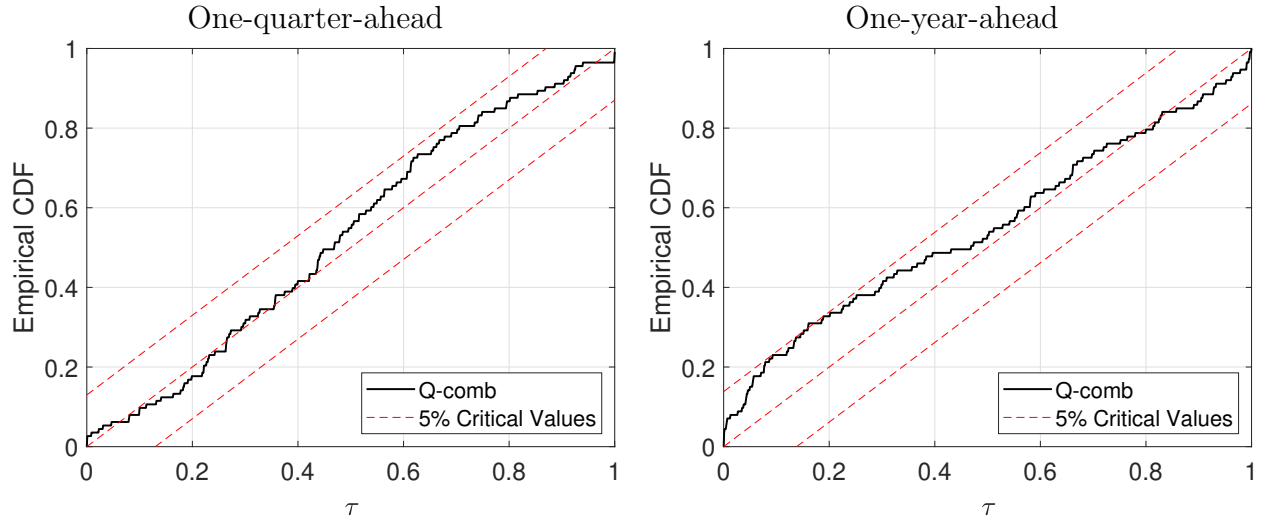 One-quarter-ahead
1
0.8
0.6
0.4
0.2
0
Empirical CDF
Q-comb
5% Critical Values
0 0.2 0.4 0.6 0.8 1
τ
One-year-ahead
1
0.8
0.6
0.4
0.2
0
Empirical CDF
Q-comb
5% Critical Values
0 0.2 0.4 0.6 0.8 1
τ